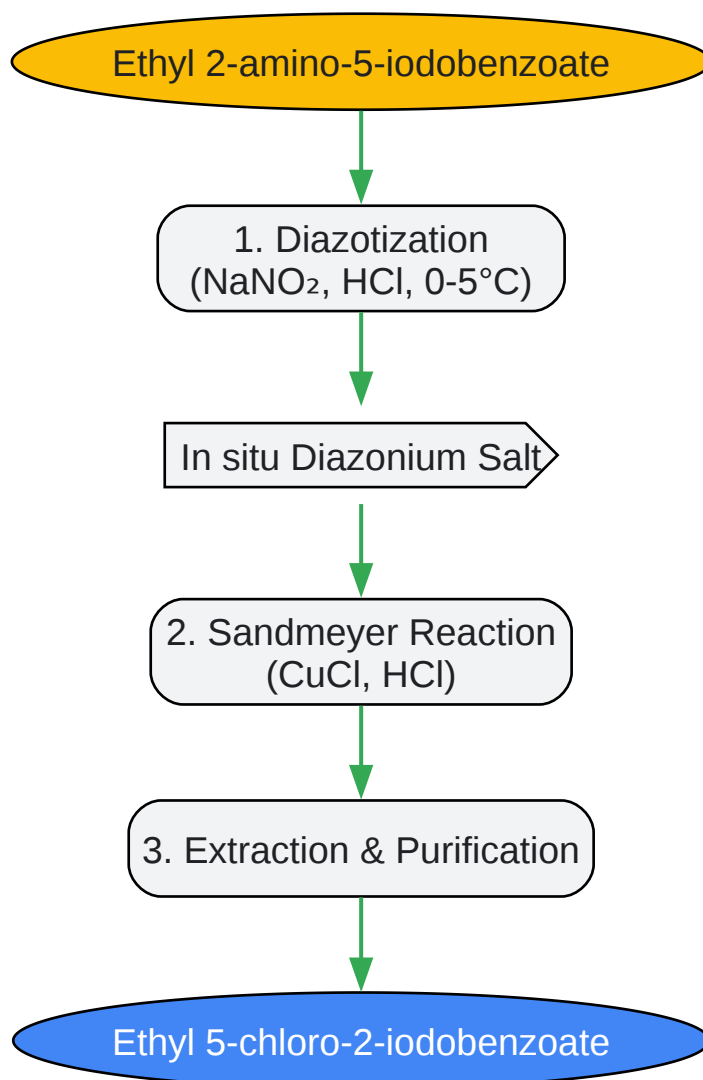 Ethyl 2-amino-5-iodobenzoate
1. Diazotization
(NaNO₂, HCl, 0-5°C)
In situ Diazonium Salt
2. Sandmeyer Reaction
(CuCl, HCl)
3. Extraction & Purification
Ethyl 5-chloro-2-iodobenzoate